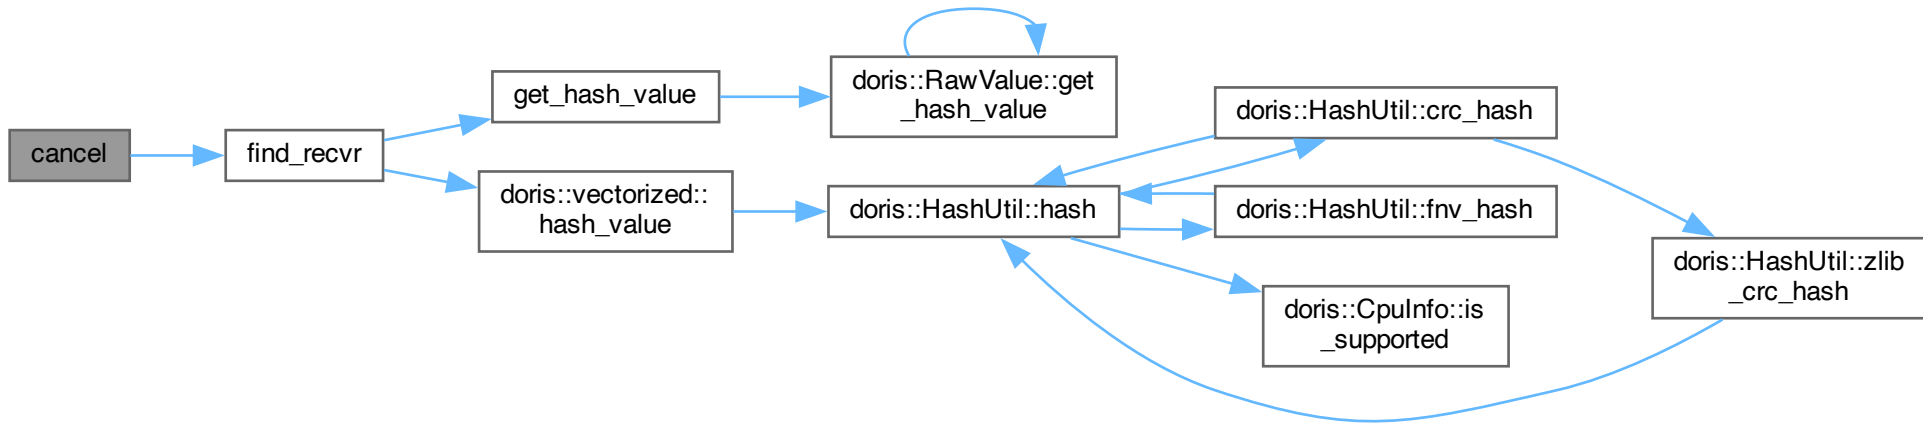 cancel
find_recvr
get_hash_value
doris::vectorized::
hash_value
doris::RawValue::get
_hash_value
doris::HashUtil::hash
doris::HashUtil::crc_hash
doris::HashUtil::fnv_hash
doris::CpuInfo::is
_supported
doris::HashUtil::zlib
_crc_hash